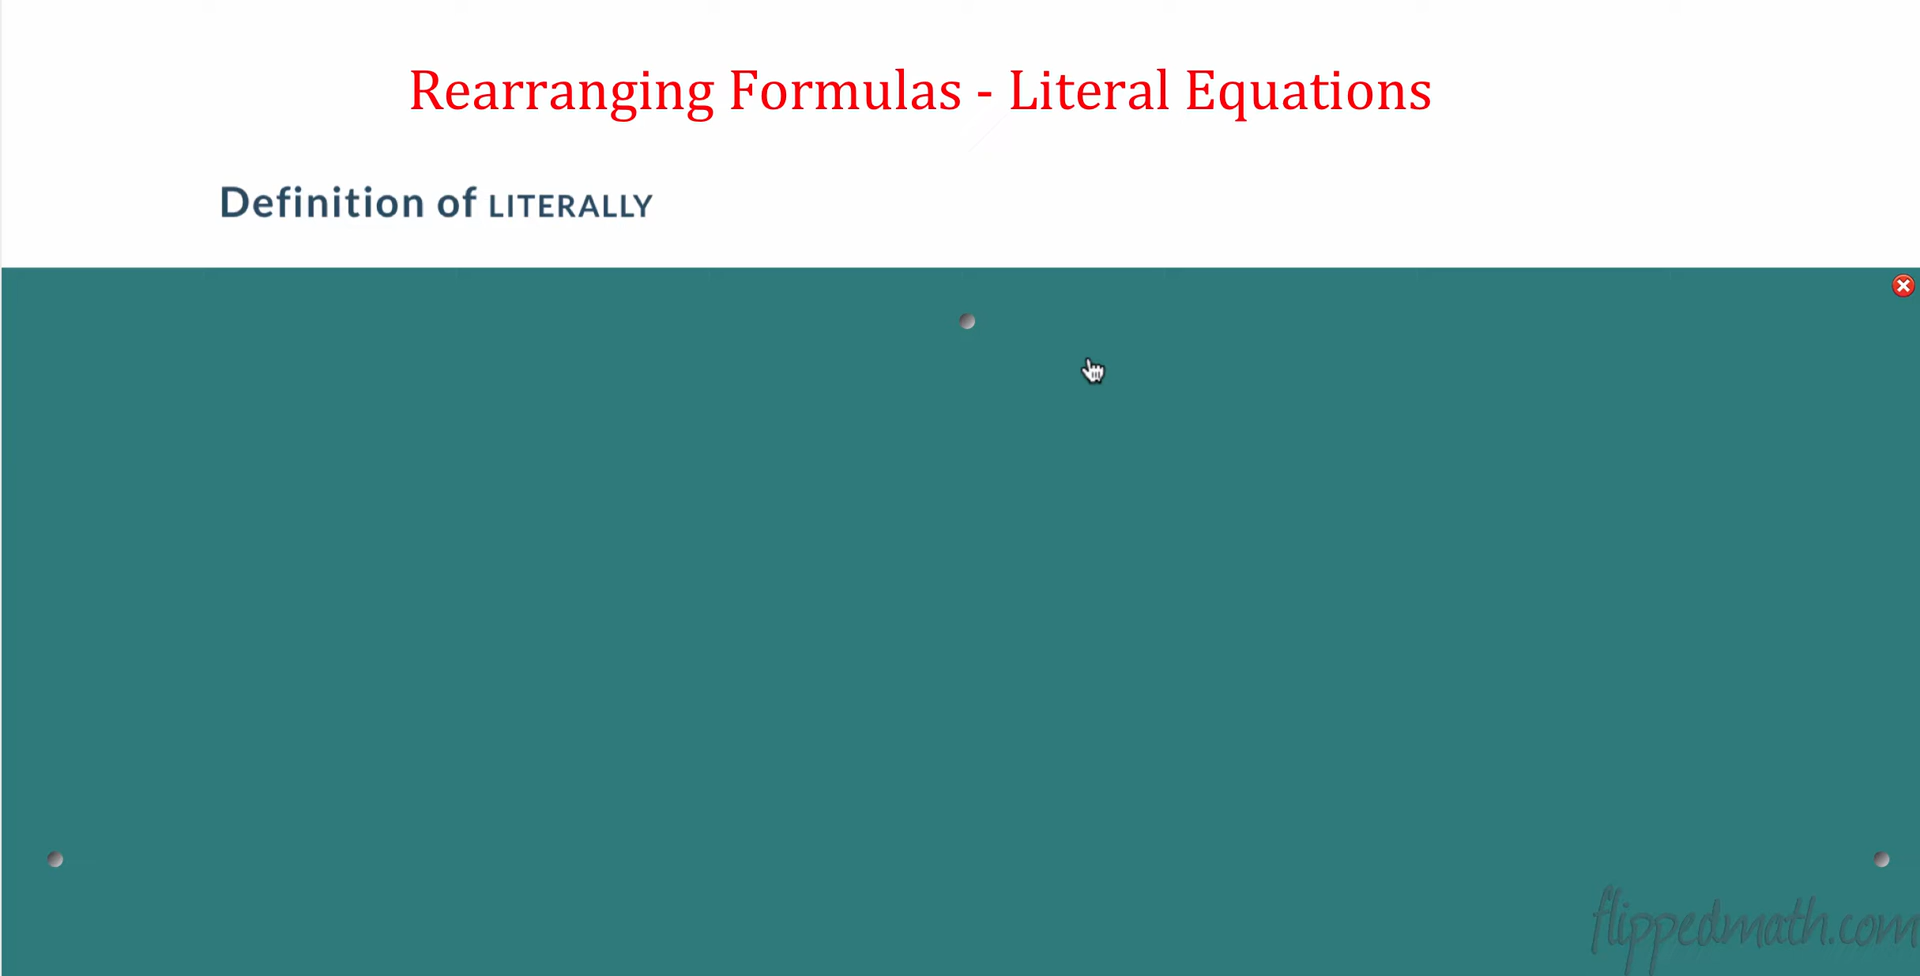 Rearranging Formulas - Literal Equations
Definition of LITERALLY
flippedmath.com